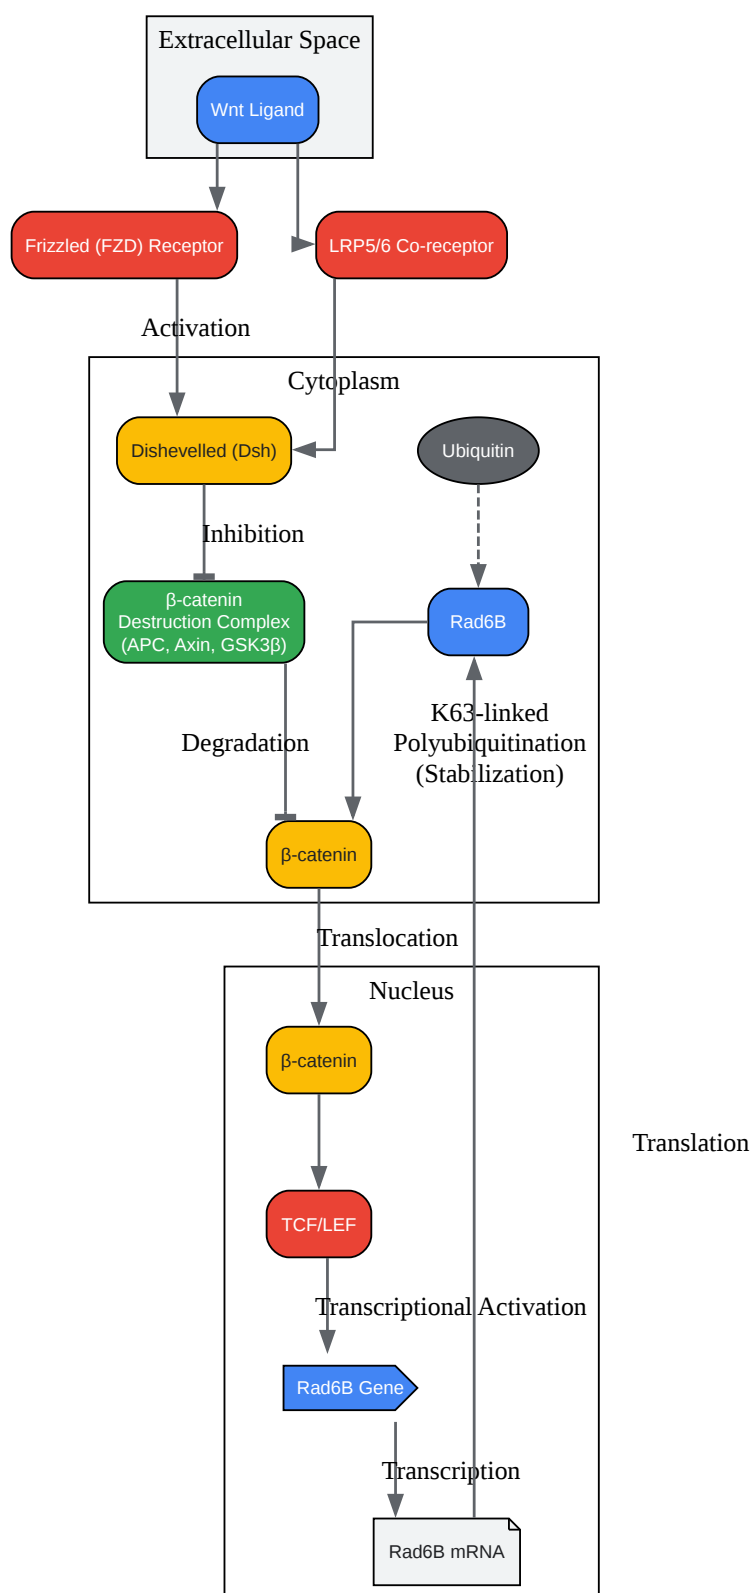 Extracellular Space
Wnt Ligand
Frizzled (FZD) Receptor
LRP5/6 Co-receptor
Activation
Cytoplasm
Dishevelled (Dsh)
Ubiquitin
Inhibition
β-catenin
Destruction Complex
(APC, Axin, GSK3β)
Rad6B
K63-linked
Polyubiquitination
(Stabilization)
Degradation
β-catenin
Translocation
Nucleus
β-catenin
Translation
TCF/LEF
Transcriptional Activation
Rad6B Gene
Transcription
Rad6B mRNA